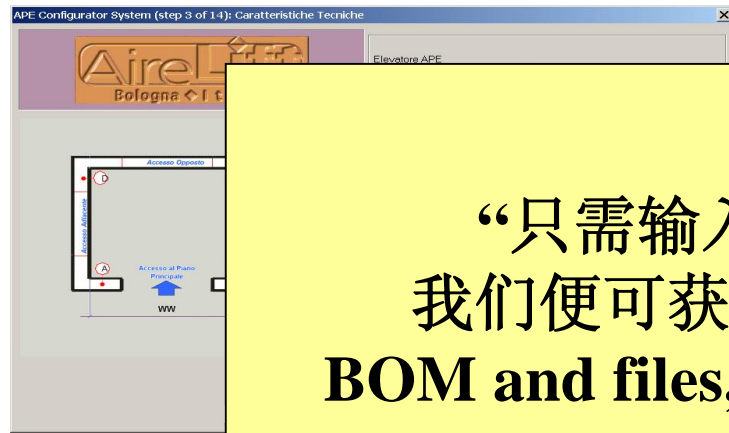 APE Configurator System (step 3 of 14): Caratteristiche Tecniche
Elevatore APE
Bologna
Accesso Opposto
D
Accesso Adiacente
A
Accesso al Piano
Principale
WW
“只需输入
我们便可获
BOM and files,